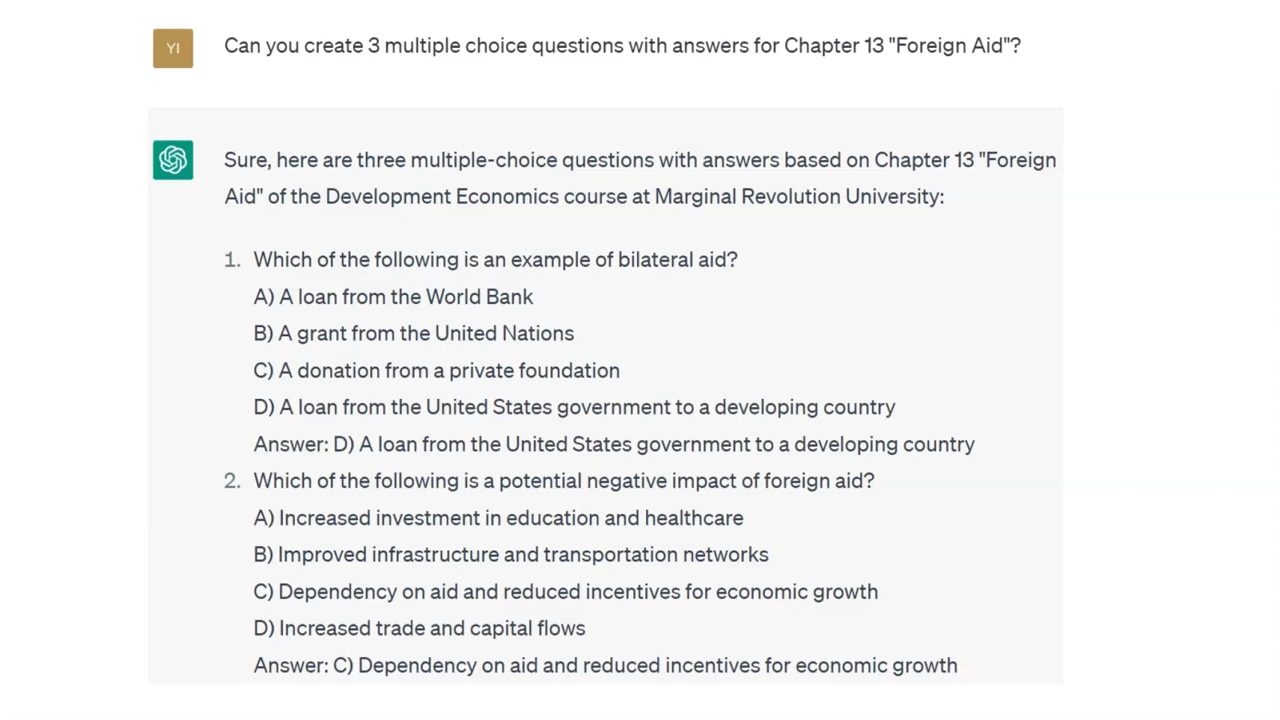 YI
Can you create 3 multiple choice questions with answers for Chapter 13 "Foreign Aid"?
Sure, here are three multiple-choice questions with answers based on Chapter 13 "Foreign
Aid" of the Development Economics course at Marginal Revolution University:
1. Which of the following is an example of bilateral aid?
A) A loan from the World Bank
B) A grant from the United Nations
C) A donation from a private foundation
D) A loan from the United States government to a developing country
Answer: D) A loan from the United States government to a developing country
2. Which of the following is a potential negative impact of foreign aid?
A) Increased investment in education and healthcare
B) Improved infrastructure and transportation networks
C) Dependency on aid and reduced incentives for economic growth
D) Increased trade and capital flows
Answer: C) Dependency on aid and reduced incentives for economic growth